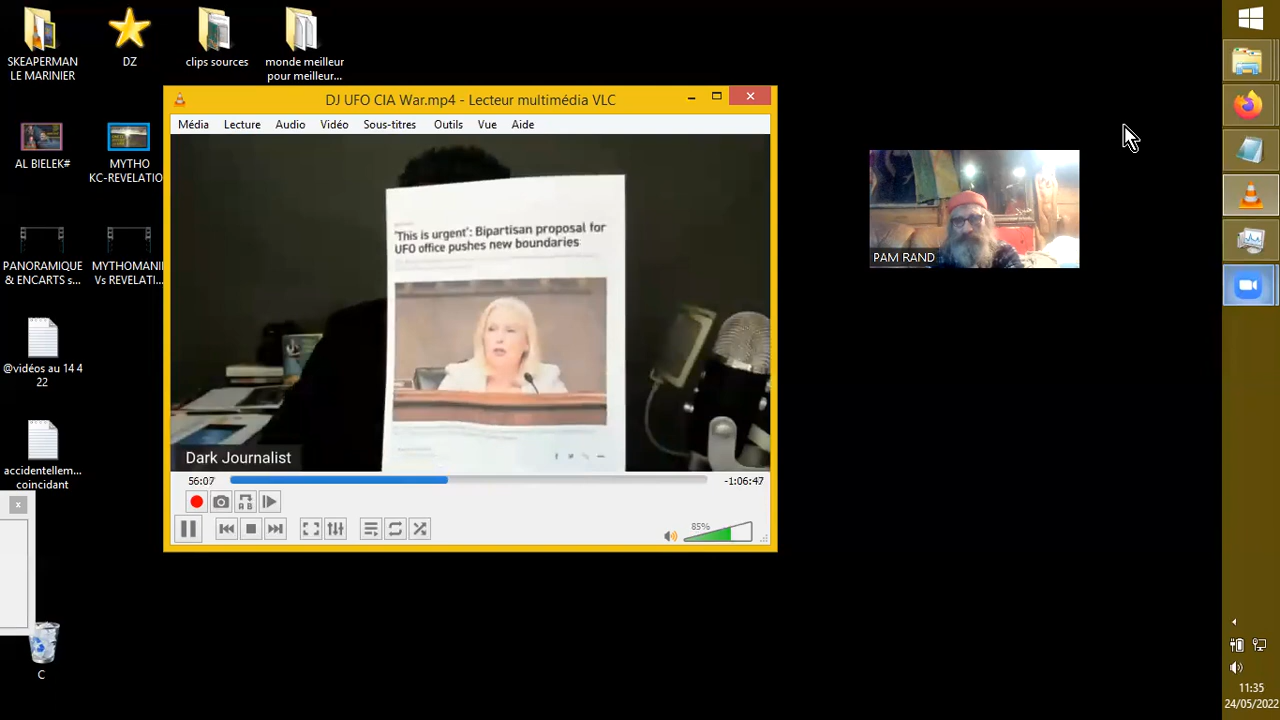 SKEAPERMAN
LE MARINIER
DZ
clips sources
monde meilleur
pour meilleur...
AL BIELEK#
MYTHO
KC-REVELATIO
PANORAMIQUE
& ENCARTS s...
MYTHOMANI
Vs REVELATI...
@vidéos au 14 4
22
accidentellem...
coincidant
C
DJ UFO CIA War.mp4 - Lecteur multimédia VLC
Média Lecture Audio Vidéo Sous-titres Outils Vue Aide
'This is urgent': Bipartisan proposal for
UFO office pushes new boundaries
Dark Journalist
56:07
-1:06:47
A B
85%
PAM RAND
11:35
24/05/2022